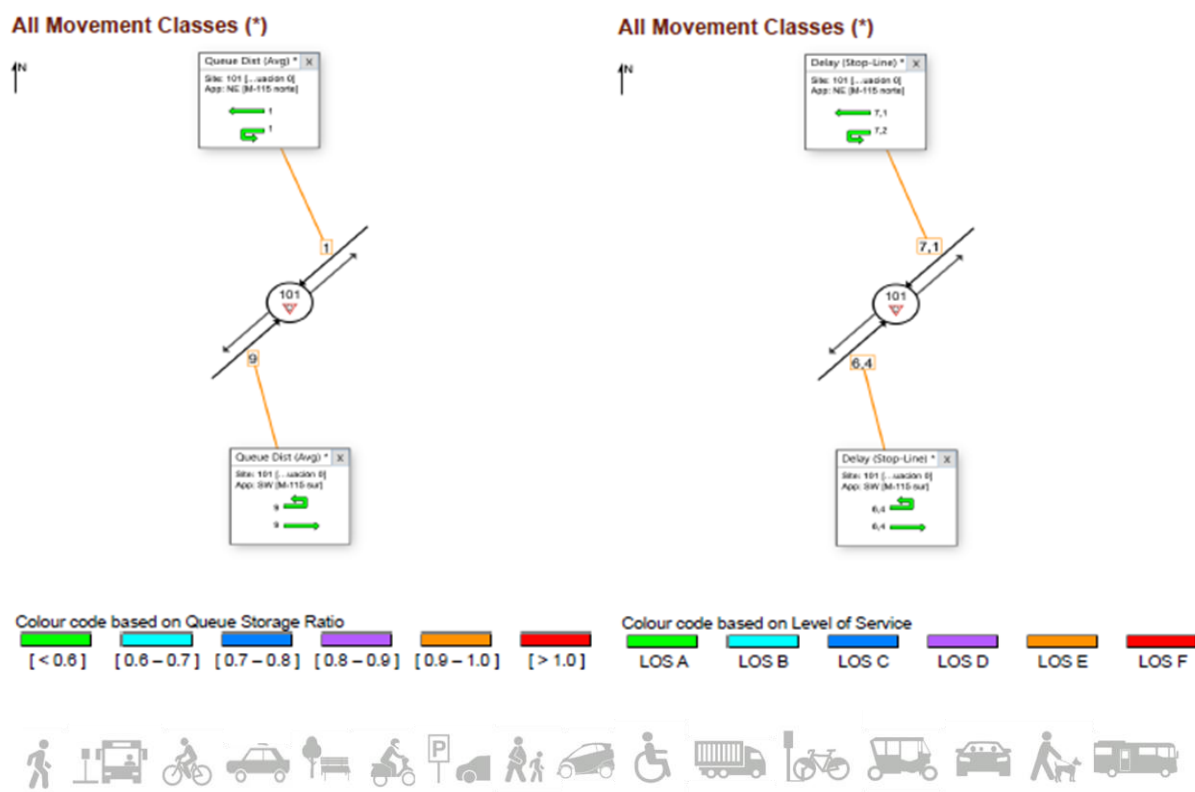 All Movement Classes (*)
N
Queue Dist (Avg) * x
Site: 101 [...uación 0]
App: NE [M-115 norte]
1
1
1
101
9
Queue Dist (Avg) * x
Site: 101 [...uación 0]
App: SW [M-115 sur]
9
9
Colour code based on Queue Storage Ratio
[ < 0.6 ] [ 0.6 – 0.7 ] [ 0.7 – 0.8 ] [ 0.8 – 0.9 ] [ 0.9 – 1.0 ] [ > 1.0 ]
All Movement Classes (*)
N
Delay (Stop-Line) * x
Site: 101 [...uación 0]
App: NE [M-115 norte]
7,1
7,2
7,1
101
6,4
Delay (Stop-Line) * x
Site: 101 [...uación 0]
App: SW [M-115 sur]
6,4
6,4
Colour code based on Level of Service
LOS A LOS B LOS C LOS D LOS E LOS F
P